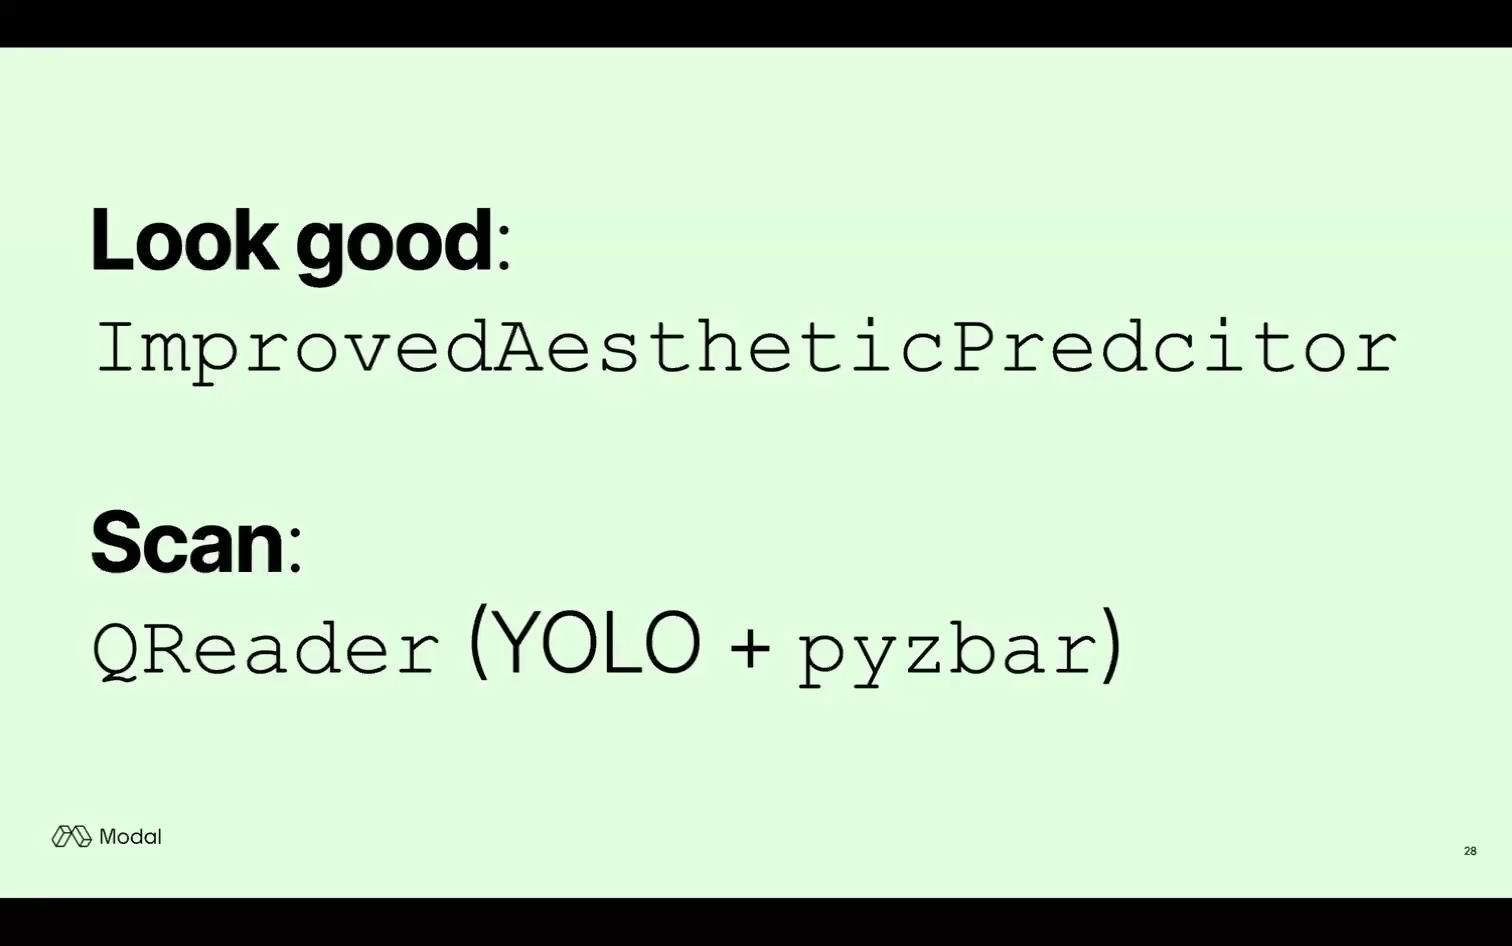 Look good:
ImprovedAestheticPredcitor
Scan:
QReader (YOLO + pyzbar)
Modal
28